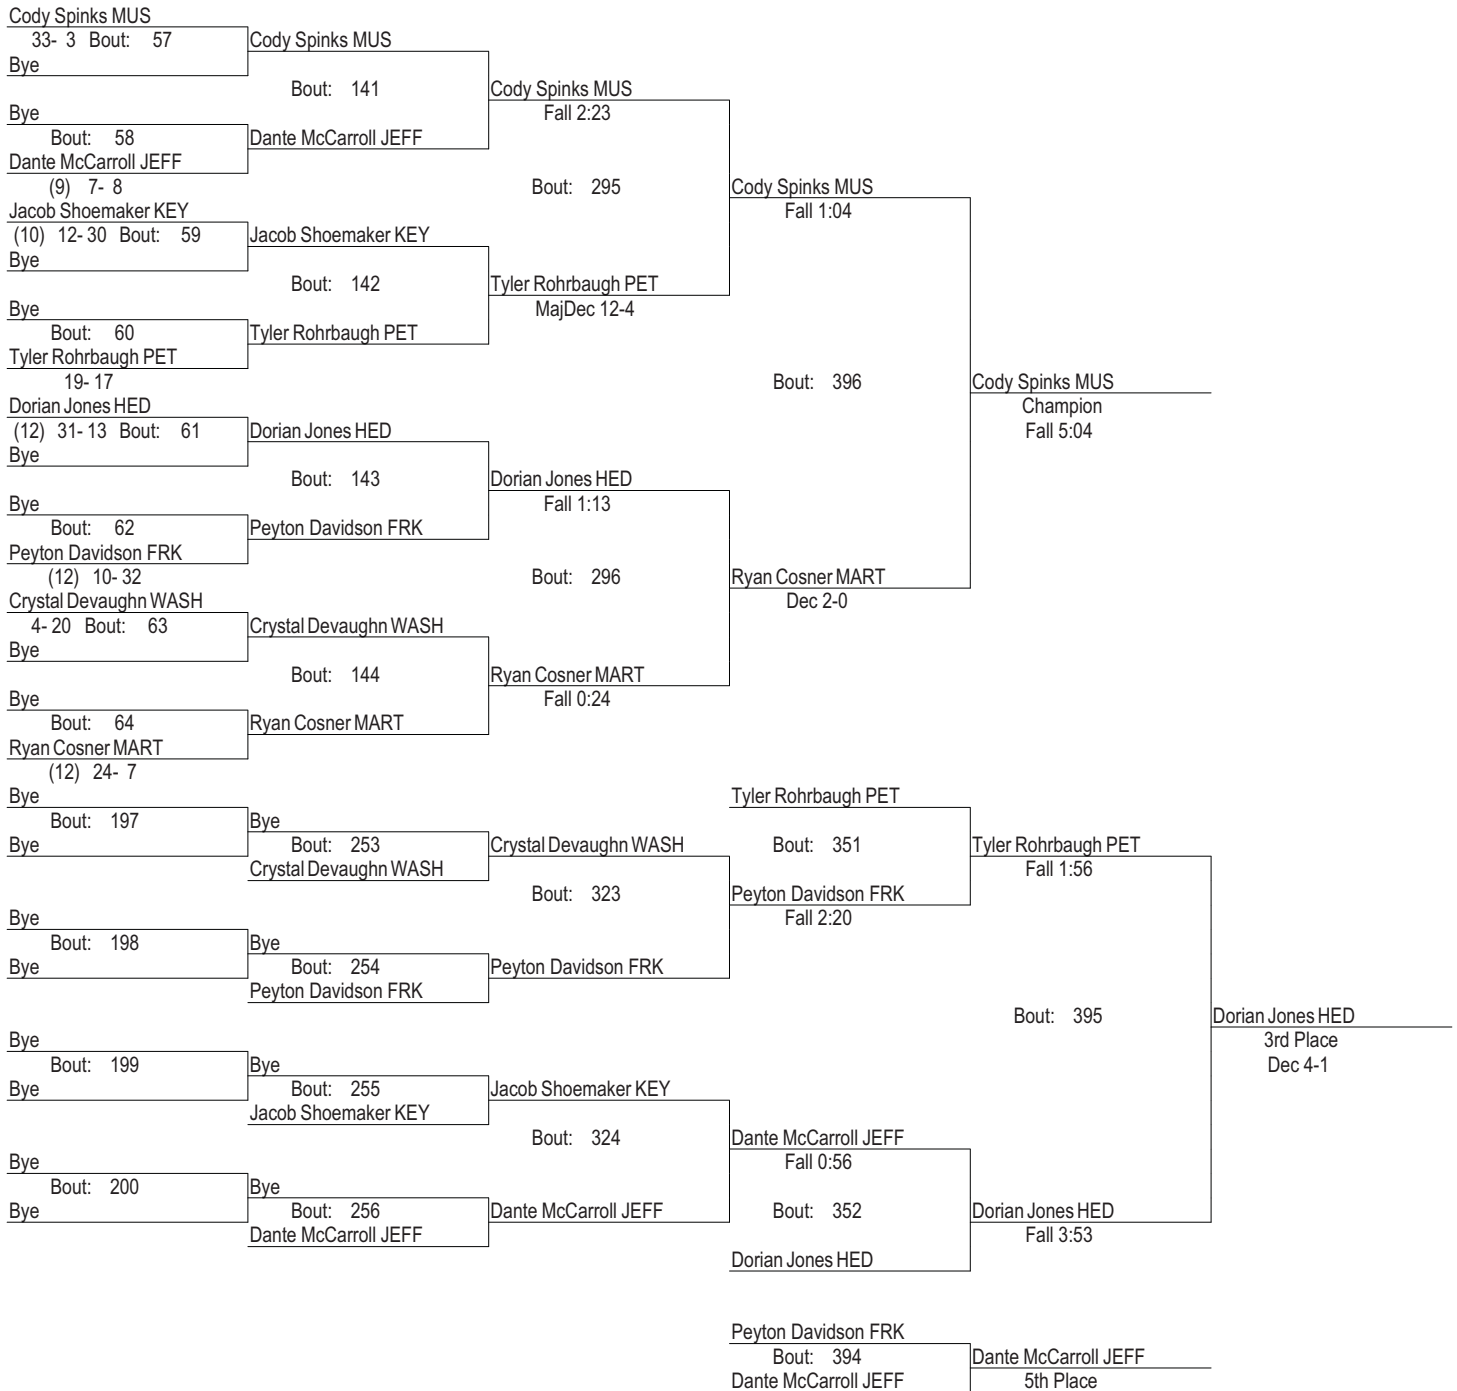 Cody Spinks MUS
33- 3 Bout: 57
Cody Spinks MUS
Bye
Bout: 141
Cody Spinks MUS
Bye
Fall 2:23
Bout: 58
Dante McCarroll JEFF
Dante McCarroll JEFF
(9) 7- 8
Bout: 295
Cody Spinks MUS
Jacob Shoemaker KEY
Fall 1:04
(10) 12- 30 Bout: 59
Jacob Shoemaker KEY
Bye
Bout: 142
Tyler Rohrbaugh PET
Bye
MajDec 12-4
Bout: 60
Tyler Rohrbaugh PET
Tyler Rohrbaugh PET
19- 17
Bout: 396
Cody Spinks MUS
Dorian Jones HED
Champion
(12) 31- 13 Bout: 61
Dorian Jones HED
Fall 5:04
Bye
Bout: 143
Dorian Jones HED
Bye
Fall 1:13
Bout: 62
Peyton Davidson FRK
Peyton Davidson FRK
(12) 10- 32
Bout: 296
Ryan Cosner MART
Crystal Devaughn WASH
Dec 2-0
4- 20 Bout: 63
Crystal Devaughn WASH
Bye
Bout: 144
Ryan Cosner MART
Bye
Fall 0:24
Bout: 64
Ryan Cosner MART
Ryan Cosner MART
(12) 24- 7
Bye
Tyler Rohrbaugh PET
Bout: 197
Bye
Bye
Bout: 253
Crystal Devaughn WASH
Bout: 351
Tyler Rohrbaugh PET
Crystal Devaughn WASH
Fall 1:56
Bout: 323
Peyton Davidson FRK
Bye
Fall 2:20
Bout: 198
Bye
Bye
Bout: 254
Peyton Davidson FRK
Peyton Davidson FRK
Bout: 395
Dorian Jones HED
Bye
3rd Place
Bout: 199
Bye
Dec 4-1
Bye
Bout: 255
Jacob Shoemaker KEY
Jacob Shoemaker KEY
Bout: 324
Dante McCarroll JEFF
Bye
Fall 0:56
Bout: 200
Bye
Bye
Bout: 256
Dante McCarroll JEFF
Bout: 352
Dorian Jones HED
Dante McCarroll JEFF
Fall 3:53
Dorian Jones HED
Peyton Davidson FRK
Bout: 394
Dante McCarroll JEFF
Dante McCarroll JEFF
5th Place